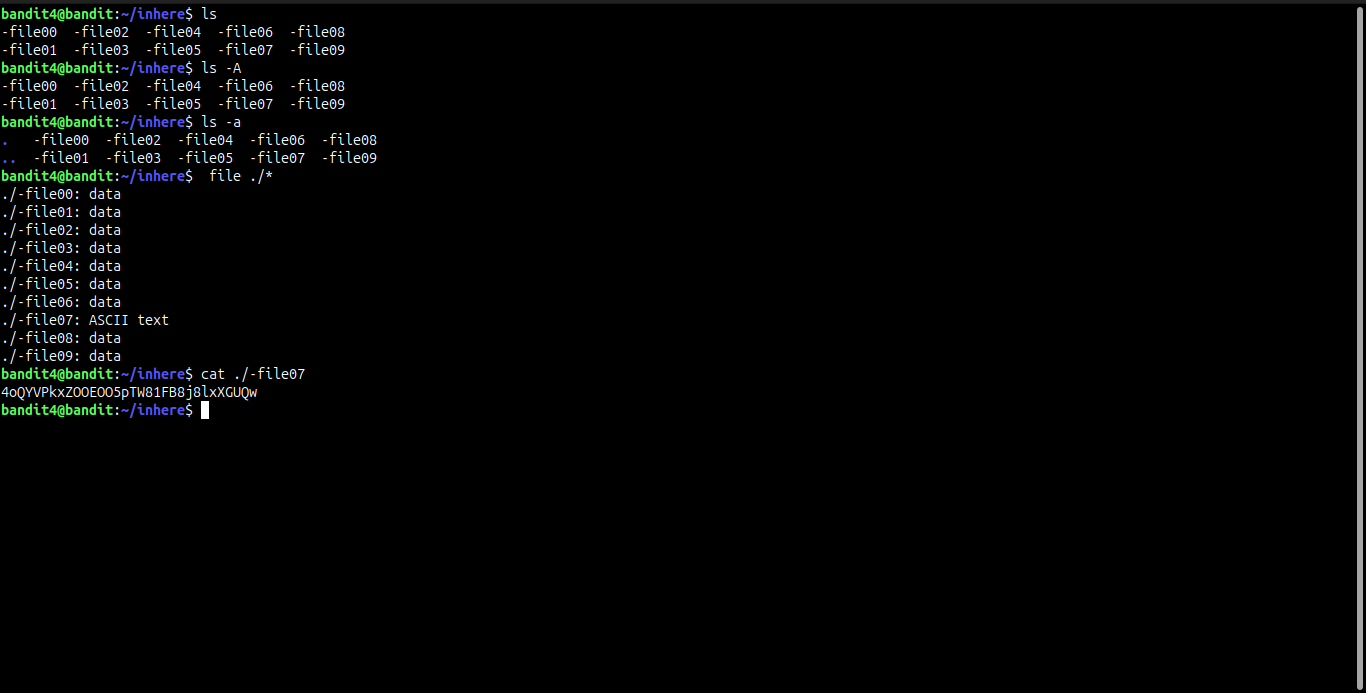 bandit4@bandit:~/inhere$ ls
-file00  -file02  -file04  -file06  -file08
-file01  -file03  -file05  -file07  -file09
bandit4@bandit:~/inhere$ ls -A
-file00  -file02  -file04  -file06  -file08
-file01  -file03  -file05  -file07  -file09
bandit4@bandit:~/inhere$ ls -a
.   -file00  -file02  -file04  -file06  -file08
..  -file01  -file03  -file05  -file07  -file09
bandit4@bandit:~/inhere$  file ./*
./-file00: data
./-file01: data
./-file02: data
./-file03: data
./-file04: data
./-file05: data
./-file06: data
./-file07: ASCII text
./-file08: data
./-file09: data
bandit4@bandit:~/inhere$ cat ./-file07
4oQYVPkxZOOEOO5pTW81FB8j8lxXGUQw
bandit4@bandit:~/inhere$